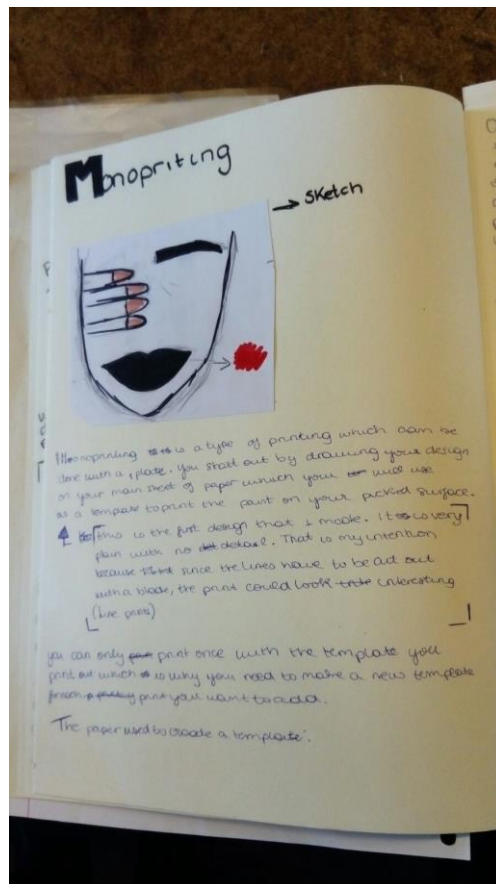 Monopriting
→ Sketch
Monoprinting is a type of printing which can be
done with a plate. You start out by drawing your design
on your main sheet of paper which your will use
as a template to print the paint on your picked surface.
this is the first design that i made. It is very
plain with no detail. That is my intention
because since the lines have to be out
with a blade, the print could look interesting
(line prints)
you can only print once with the template you
print out which is why you need to make a new template
for each print you want to add.
The paper used to create a template.